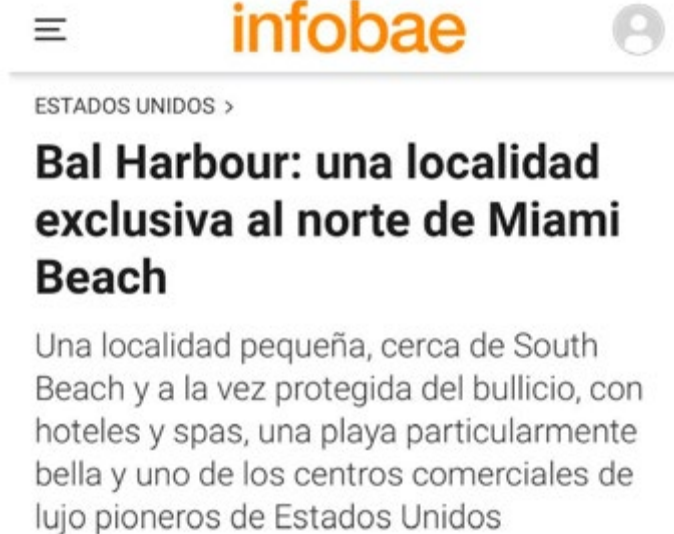 infobae
ESTADOS UNIDOS >
Bal Harbour: una localidad
exclusiva al norte de Miami
Beach
Una localidad pequeña, cerca de South
Beach y a la vez protegida del bullicio, con
hoteles y spas, una playa particularmente
bella y uno de los centros comerciales de
lujo pioneros de Estados Unidos